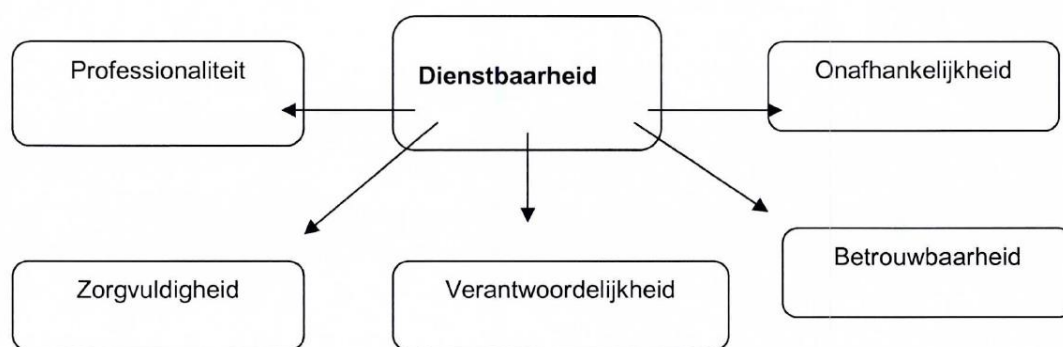 Professionaliteit
Dienstbaarheid
Onafhankelijkheid
Zorgvuldigheid
Verantwoordelijkheid
Betrouwbaarheid